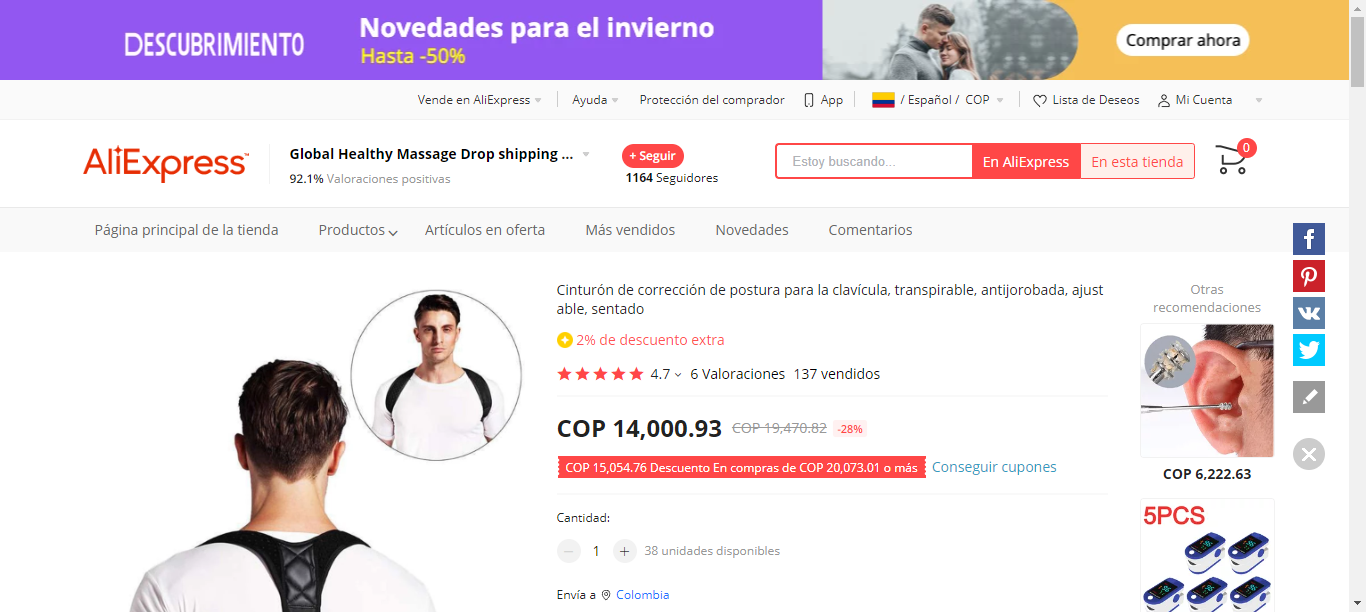 DESCUBRIMIENTO
Novedades para el invierno
Hasta -50%
Comprar ahora
Vende en AliExpress
Ayuda
Protección del comprador
App
/ Español / COP
Lista de Deseos
Mi Cuenta
AliExpress™
Global Healthy Massage Drop shipping ...
92.1% Valoraciones positivas
+ Seguir
1164 Seguidores
Estoy buscando...
En AliExpress
En esta tienda
0
Página principal de la tienda
Productos
Artículos en oferta
Más vendidos
Novedades
Comentarios
Cinturón de corrección de postura para la clavícula, transpirable, antijorobada, ajust
able, sentado
2% de descuento extra
4.7
6 Valoraciones
137 vendidos
COP 14,000.93
COP 19,470.82
-28%
COP 15,054.76 Descuento En compras de COP 20,073.01 o más
Conseguir cupones
Cantidad:
1
38 unidades disponibles
Envía a
Colombia
Otras
recomendaciones
COP 6,222.63
5PCS